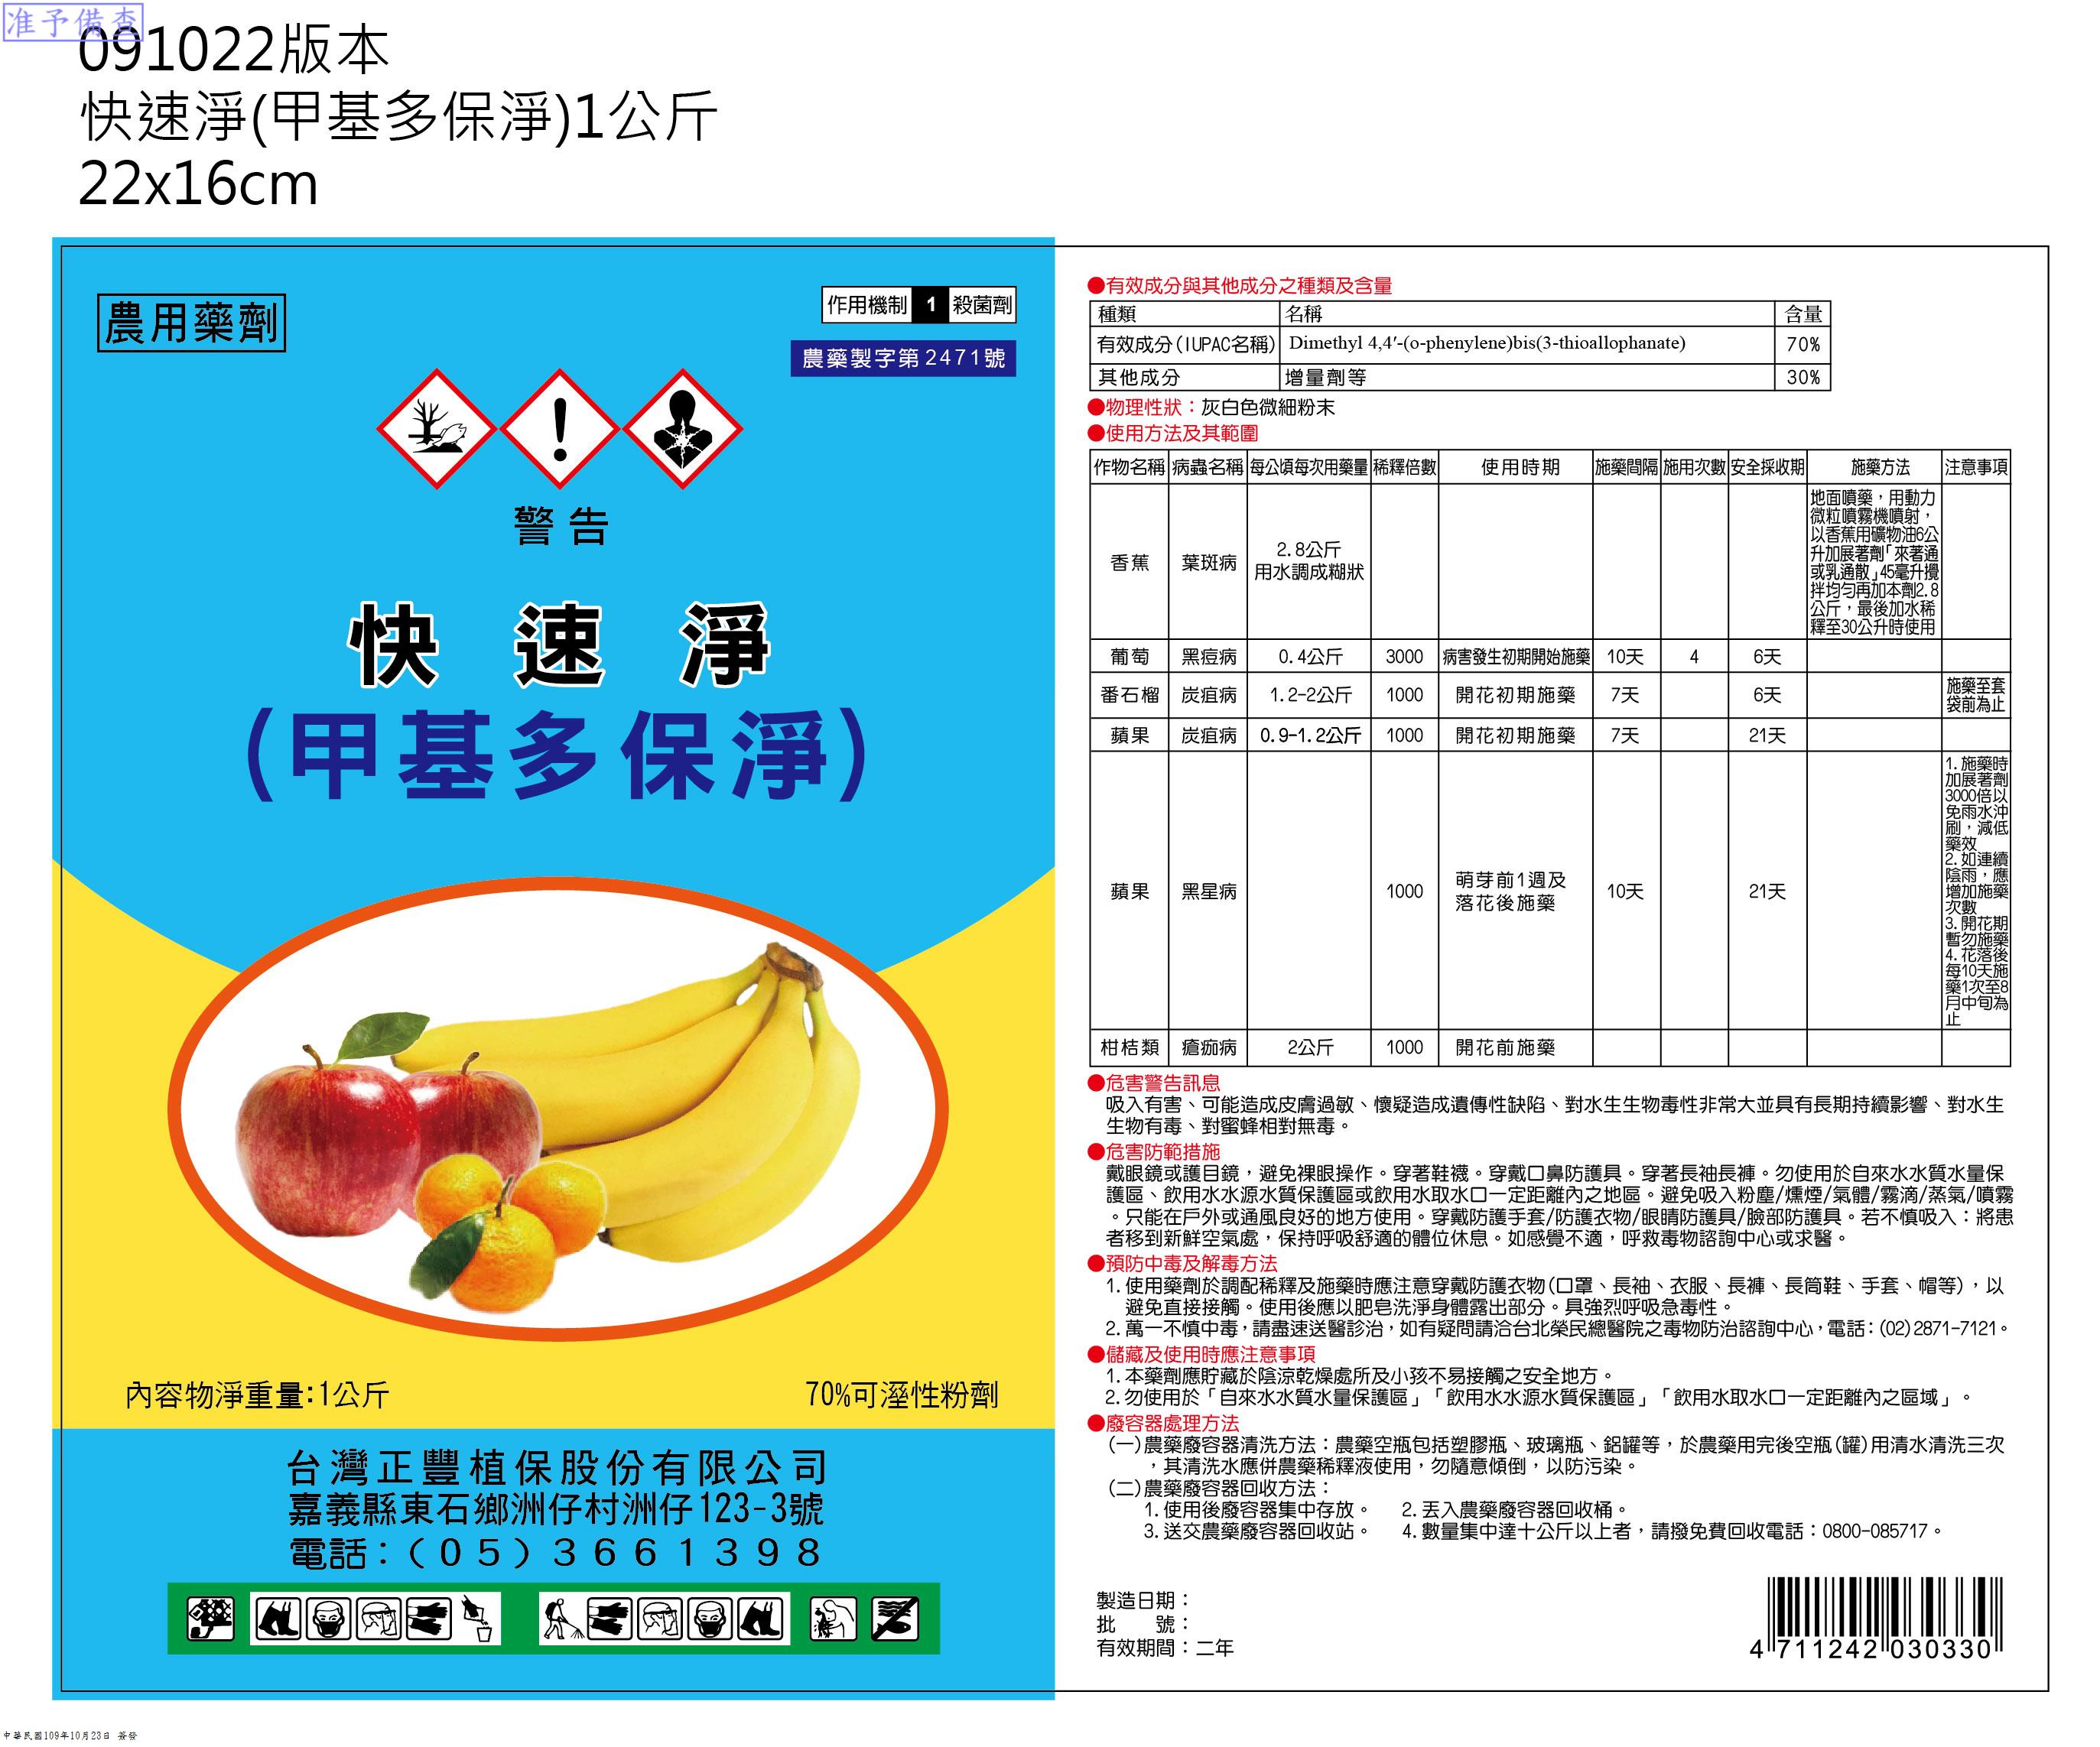 准予備查
091022版本
快速淨(甲基多保淨)1公斤
22x16cm
農用藥劑
作用機制 1 殺菌劑
農藥製字第2471號
警告
快速淨
(甲基多保淨)
內容物淨重量:1公斤
70%可溼性粉劑
台灣正豐植保股份有限公司
嘉義縣東石鄉洲仔村洲仔123-3號
電話：(05)3661398
●有效成分與其他成分之種類及含量
種類 名稱 含量
有效成分(IUPAC名稱) Dimethyl 4,4′-(o-phenylene)bis(3-thioallophanate) 70%
其他成分 增量劑等 30%
●物理性狀：灰白色微細粉末
●使用方法及其範圍
作物名稱 病蟲名稱 每公頃每次用藥量 稀釋倍數 使用時期 施藥間隔 施用次數 安全採收期 施藥方法 注意事項
香蕉 葉斑病
2.8公斤
用水調成糊狀
地面噴藥，用動力
微粒噴霧機噴射，
以香蕉用礦物油6公
升加展著劑「來著通
或乳通散」45毫升攪
拌均勻再加本劑2.8
公斤，最後加水稀
釋至30公升時使用
葡萄 黑痘病 0.4公斤 3000 病害發生初期開始施藥 10天 4 6天
番石榴 炭疽病 1.2-2公斤 1000 開花初期施藥 7天 6天
施藥至套
袋前為止
蘋果 炭疽病 0.9-1.2公斤 1000 開花初期施藥 7天 21天
蘋果 黑星病 1000
萌芽前1週及
落花後施藥
10天 21天
1.施藥時
加展著劑
3000倍以
免雨水沖
刷，減低
藥效
2.如連續
陰雨，應
增加施藥
次數
3.開花期
暫勿施藥
4.花落後
每10天施
藥1次至8
月中旬為
止
柑桔類 瘡痂病 2公斤 1000 開花前施藥
●危害警告訊息
吸入有害、可能造成皮膚過敏、懷疑造成遺傳性缺陷、對水生生物毒性非常大並具有長期持續影響、對水生
生物有毒、對蜜蜂相對無毒。
●危害防範措施
戴眼鏡或護目鏡，避免裸眼操作。穿著鞋襪。穿戴口鼻防護具。穿著長袖長褲。勿使用於自來水水質水量保
護區、飲用水水源水質保護區或飲用水取水口一定距離內之地區。避免吸入粉塵/燻煙/氣體/霧滴/蒸氣/噴霧
。只能在戶外或通風良好的地方使用。穿戴防護手套/防護衣物/眼睛防護具/臉部防護具。若不慎吸入：將患
者移到新鮮空氣處，保持呼吸舒適的體位休息。如感覺不適，呼救毒物諮詢中心或求醫。
●預防中毒及解毒方法
1.使用藥劑於調配稀釋及施藥時應注意穿戴防護衣物(口罩、長袖、衣服、長褲、長筒鞋、手套、帽等)，以
避免直接接觸。使用後應以肥皂洗淨身體露出部分。具強烈呼吸急毒性。
2.萬一不慎中毒，請盡速送醫診治，如有疑問請洽台北榮民總醫院之毒物防治諮詢中心，電話：(02)2871-7121。
●儲藏及使用時應注意事項
1.本藥劑應貯藏於陰涼乾燥處所及小孩不易接觸之安全地方。
2.勿使用於「自來水水質水量保護區」「飲用水水源水質保護區」「飲用水取水口一定距離內之區域」。
●廢容器處理方法
(一)農藥廢容器清洗方法：農藥空瓶包括塑膠瓶、玻璃瓶、鋁罐等，於農藥用完後空瓶(罐)用清水清洗三次
，其清洗水應併農藥稀釋液使用，勿隨意傾倒，以防污染。
(二)農藥廢容器回收方法：
1.使用後廢容器集中存放。 2.丟入農藥廢容器回收桶。
3.送交農藥廢容器回收站。 4.數量集中達十公斤以上者，請撥免費回收電話：0800-085717。
製造日期：
批　　號：
有效期間：二年
4 711242 030330
中華民國109年10月23日 簽發